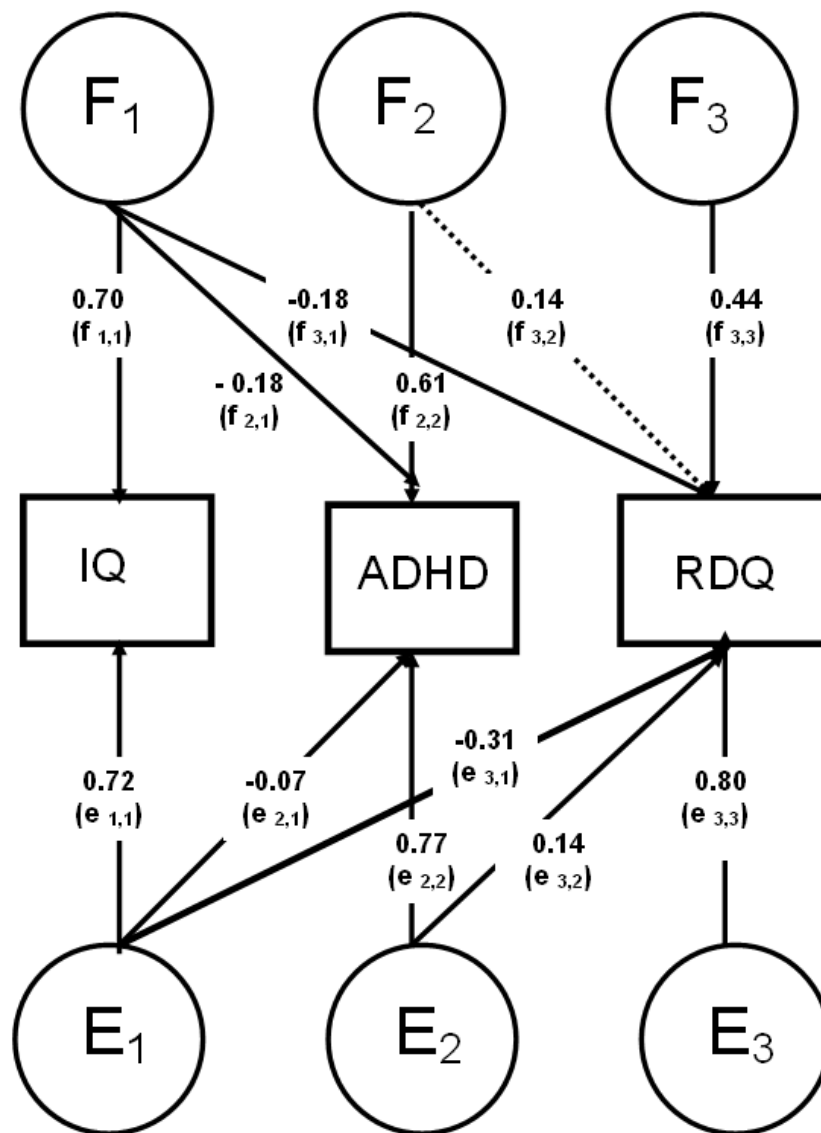 F1
F2
F3
0.70
(f 1,1)
-0.18
(f 3,1)
0.14
(f 3,2)
0.44
(f 3,3)
- 0.18
(f 2,1)
0.61
(f 2,2)
IQ
ADHD
RDQ
0.72
(e 1,1)
-0.07
(e 2,1)
-0.31
(e 3,1)
0.80
(e 3,3)
0.77
(e 2,2)
0.14
(e 3,2)
E1
E2
E3